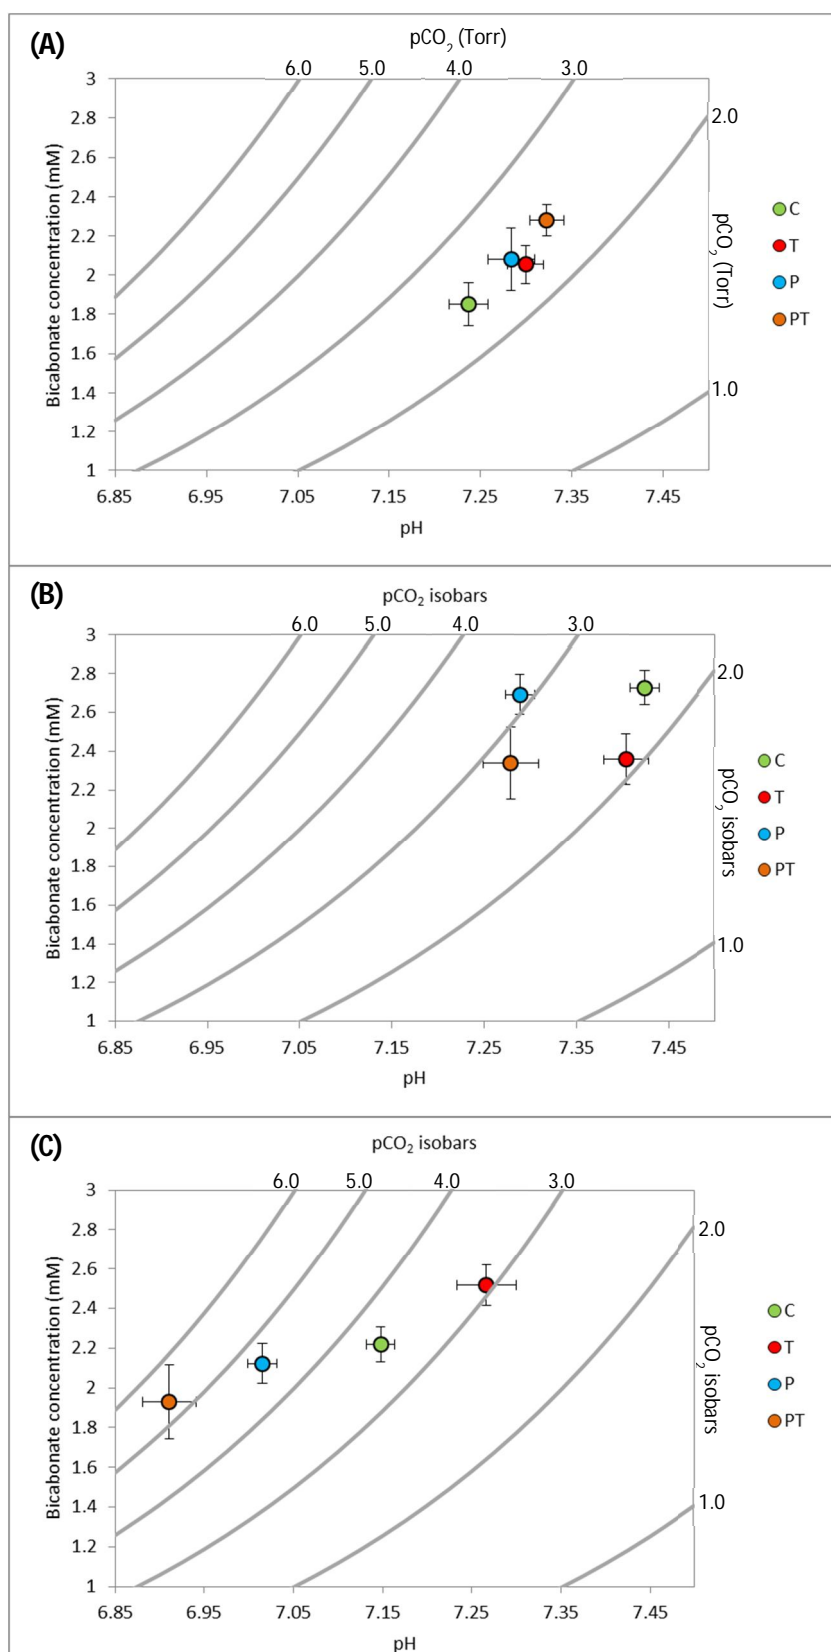 (A)
pCO2 (Torr)
6.0 5.0 4.0 3.0
3
2.8
2.6
2.4
2.2
2
1.8
1.6
1.4
1.2
1
Bicabonate concentration (mM)
2.0
pCO2 (Torr)
1.0
C
T
P
PT
6.85 6.95 7.05 7.15 7.25 7.35 7.45
pH
(B)
pCO2 isobars
6.0 5.0 4.0 3.0
3
2.8
2.6
2.4
2.2
2
1.8
1.6
1.4
1.2
1
Bicabonate concentration (mM)
2.0
pCO2 isobars
1.0
C
T
P
PT
6.85 6.95 7.05 7.15 7.25 7.35 7.45
pH
(C)
pCO2 isobars
6.0 5.0 4.0 3.0
3
2.8
2.6
2.4
2.2
2
1.8
1.6
1.4
1.2
1
Bicabonate concentration (mM)
2.0
pCO2 isobars
1.0
C
T
P
PT
6.85 6.95 7.05 7.15 7.25 7.35 7.45
pH